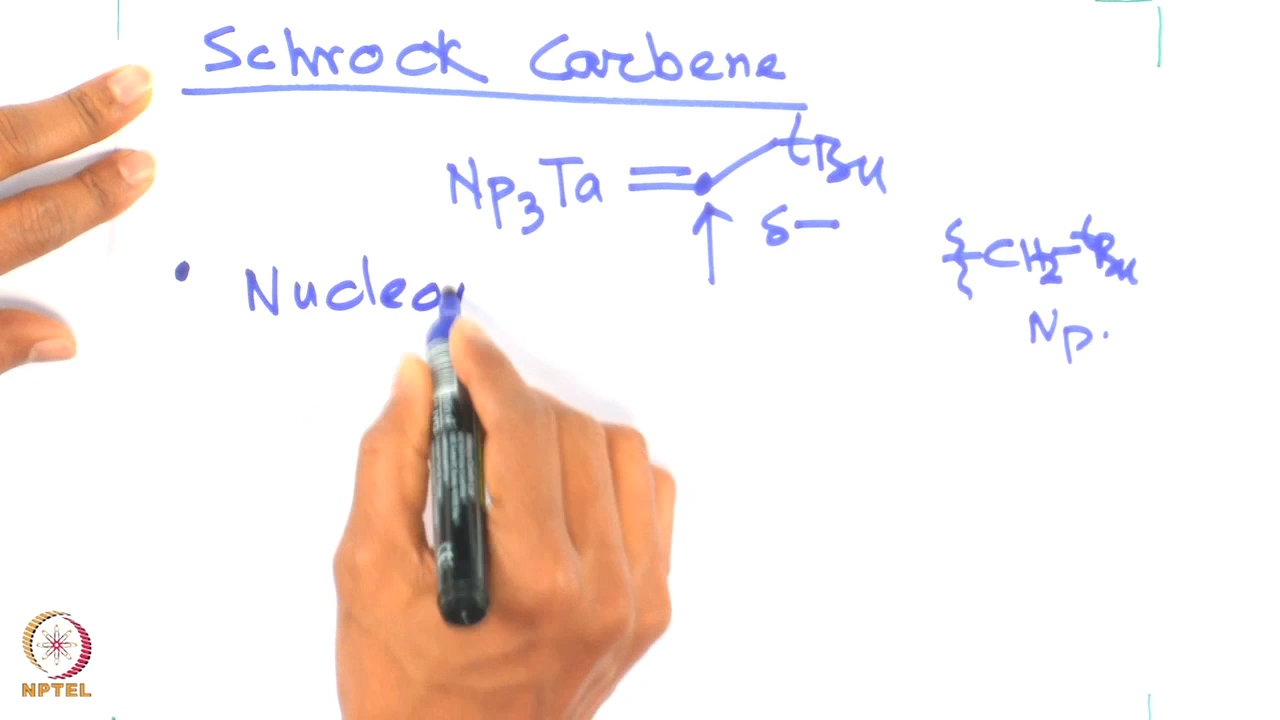 Schrock Carbene
Np₃Ta = tBu
δ−
CH₂-tBu
Np.
• Nucleo
NPTEL